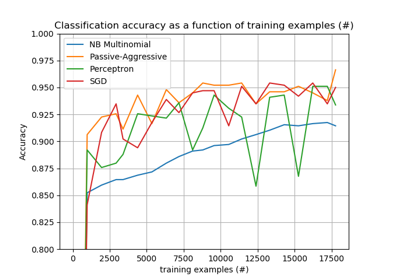 Classification accuracy as a function of training examples (#)
1.000
0.975
0.950
0.925
0.900
0.875
0.850
0.825
0.800
Accuracy
NB Multinomial
Passive-Aggressive
Perceptron
SGD
0 2500 5000 7500 10000 12500 15000 17500
training examples (#)